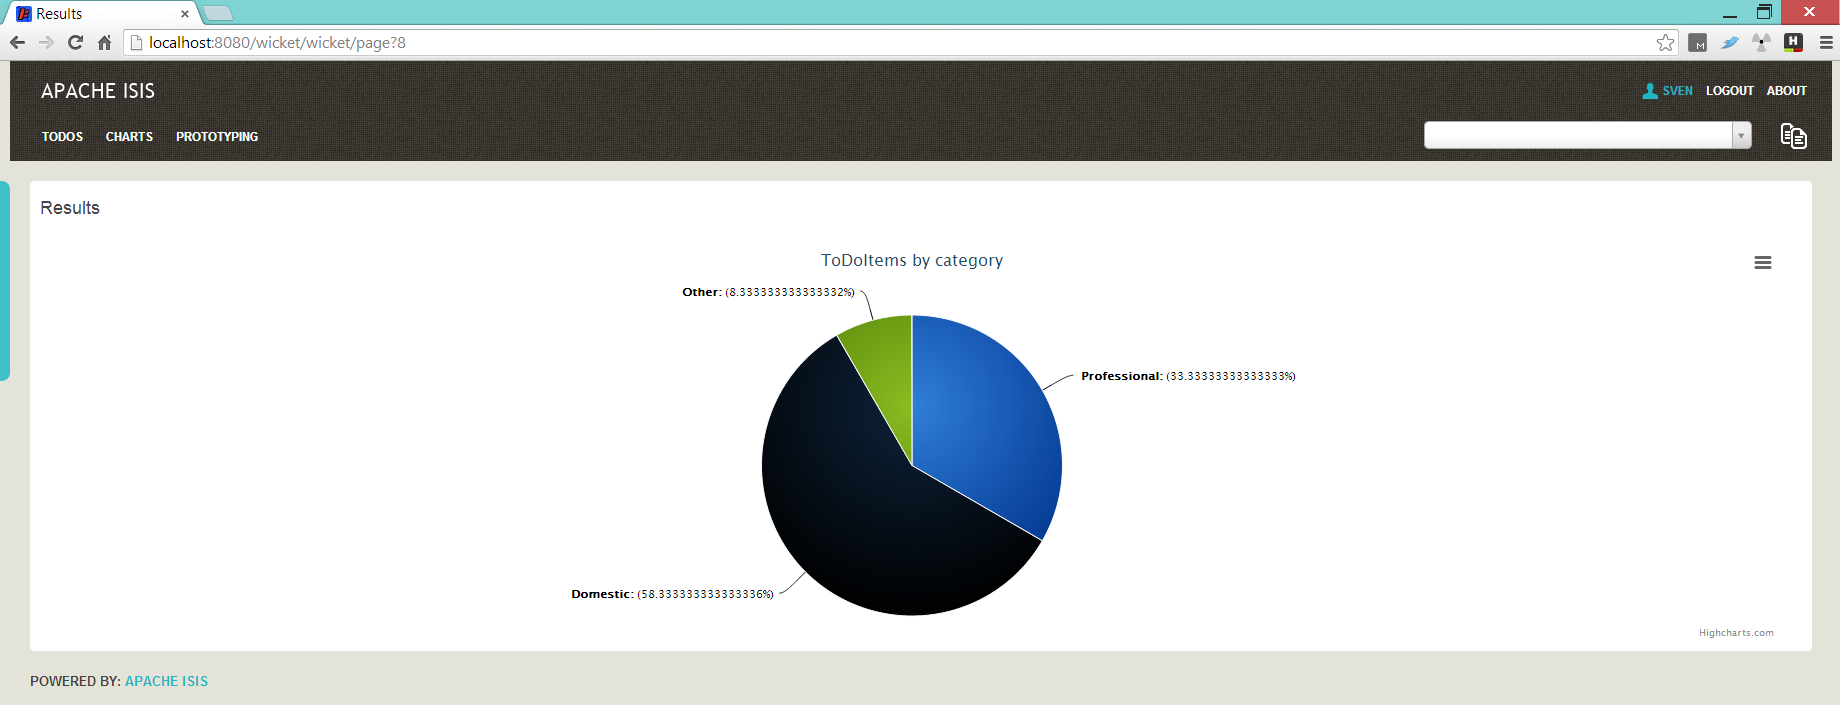 Results
localhost:8080/wicket/wicket/page?8
M
H
APACHE ISIS
SVEN LOGOUT ABOUT
TODOS CHARTS PROTOTYPING
Results
ToDoItems by category
Other: (8.333333333333332%)
Professional: (33.33333333333333%)
Domestic: (58.333333333333336%)
Highcharts.com
POWERED BY: APACHE ISIS